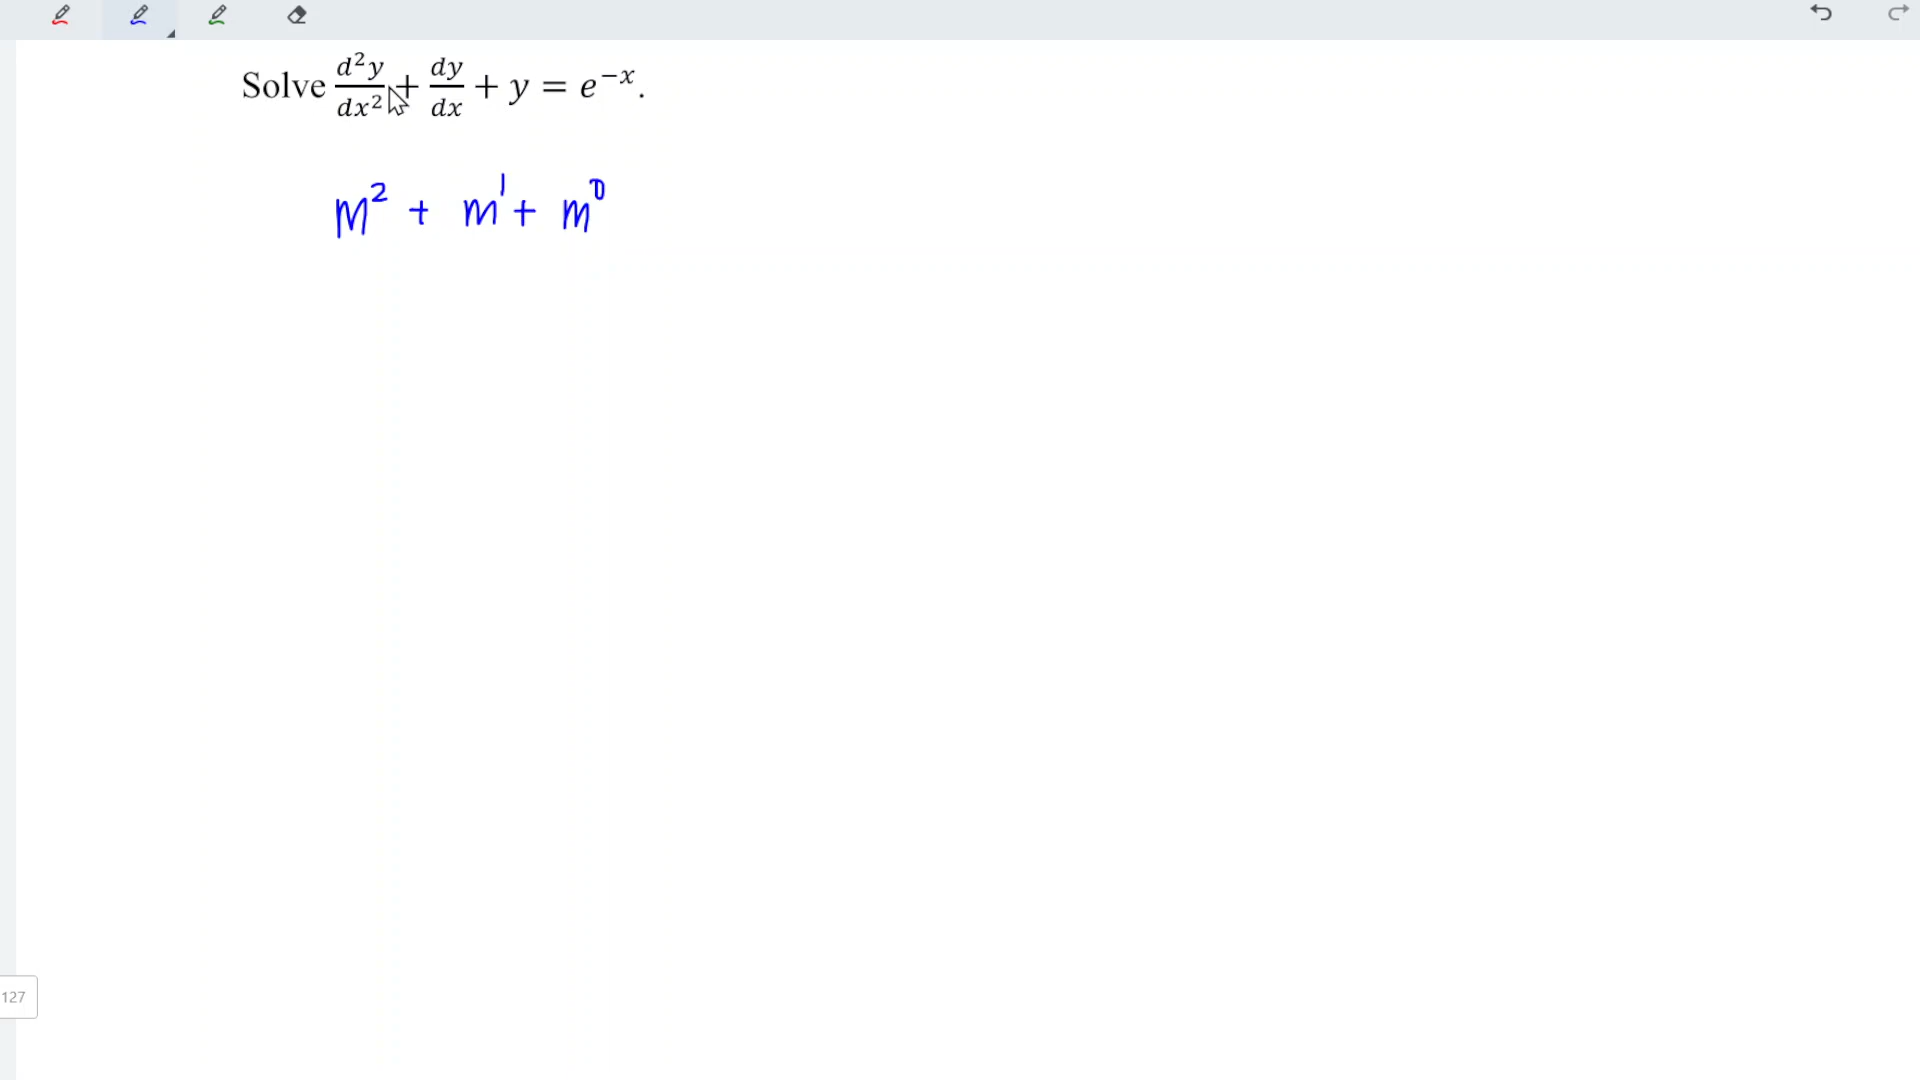 Solve d²y/dx² + dy/dx + y = e⁻ˣ.
m² + m¹ + m⁰
127